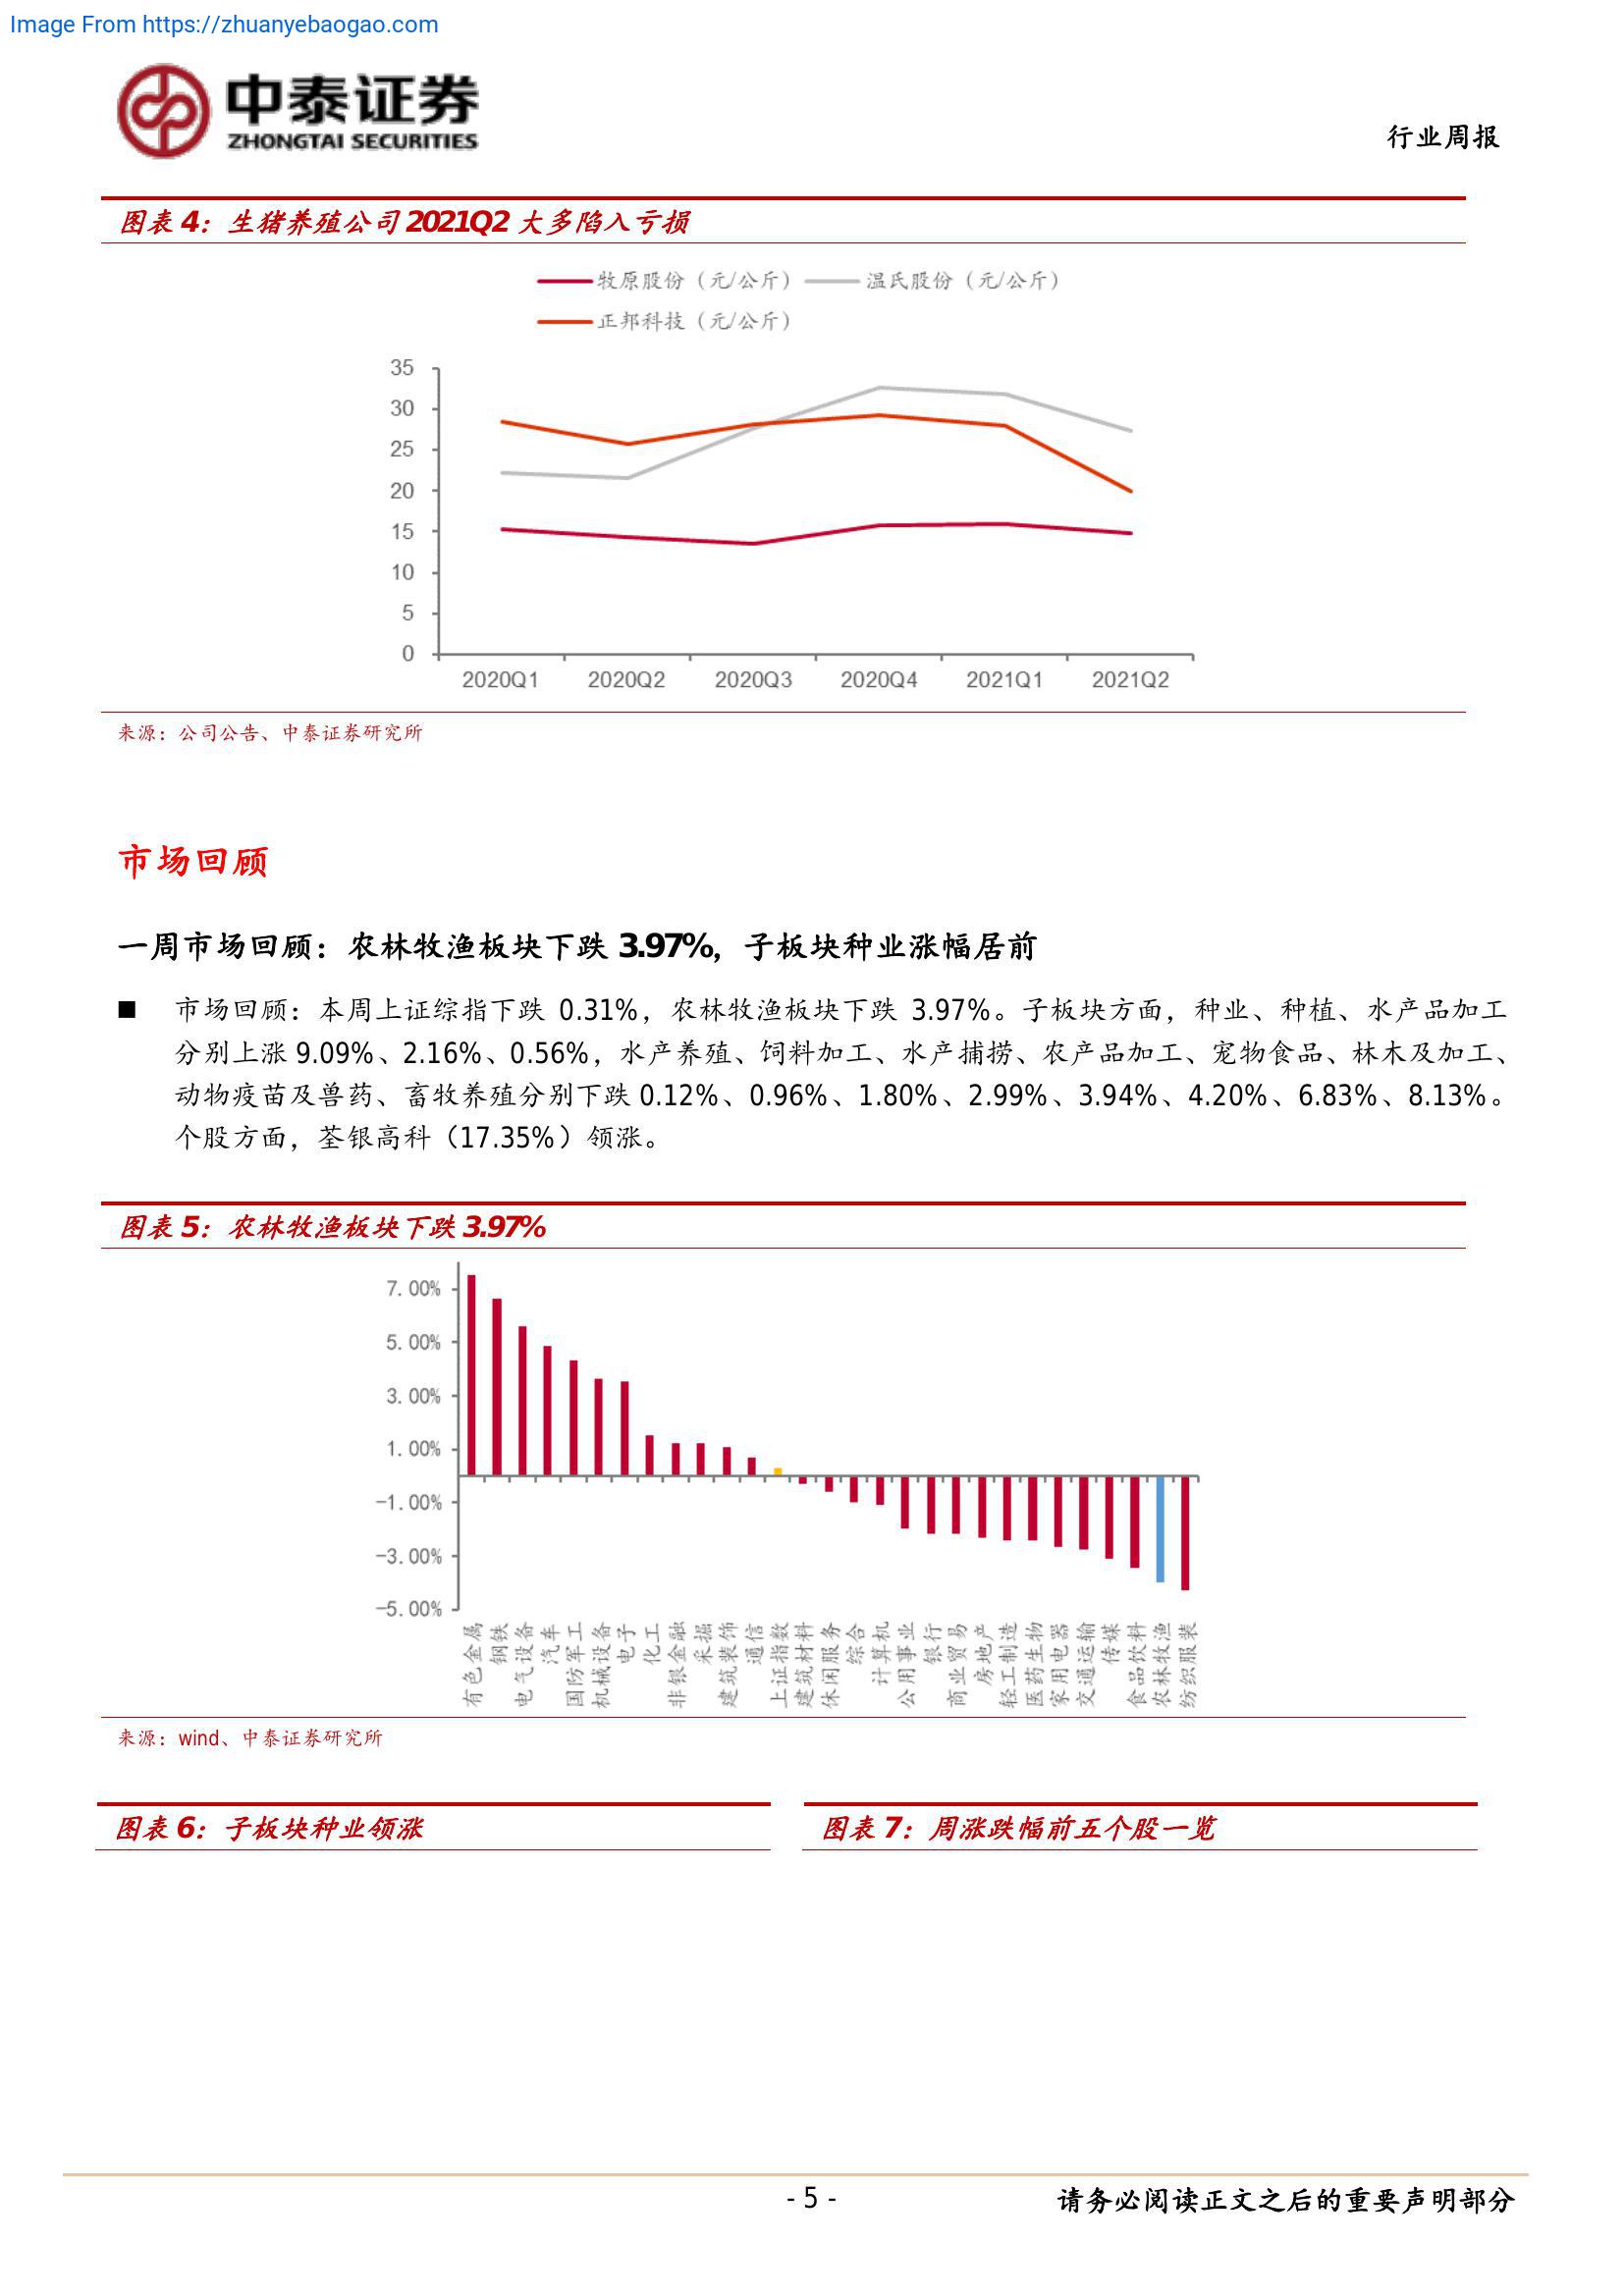 Image From https://zhuanyebaogao.com
中泰证券
ZHONGTAI SECURITIES
行业周报
图表 4：生猪养殖公司 2021Q2 大多陷入亏损
牧原股份（元/公斤） 温氏股份（元/公斤）
正邦科技（元/公斤）
35
30
25
20
15
10
5
0
2020Q1 2020Q2 2020Q3 2020Q4 2021Q1 2021Q2
来源：公司公告、中泰证券研究所
市场回顾
一周市场回顾：农林牧渔板块下跌 3.97%，子板块种业涨幅居前
■ 市场回顾：本周上证综指下跌 0.31%，农林牧渔板块下跌 3.97%。子板块方面，种业、种植、水产品加工
分别上涨 9.09%、2.16%、0.56%，水产养殖、饲料加工、水产捕捞、农产品加工、宠物食品、林木及加工、
动物疫苗及兽药、畜牧养殖分别下跌 0.12%、0.96%、1.80%、2.99%、3.94%、4.20%、6.83%、8.13%。
个股方面，荃银高科（17.35%）领涨。
图表 5：农林牧渔板块下跌 3.97%
7.00%
5.00%
3.00%
1.00%
-1.00%
-3.00%
-5.00%
有色金属 钢铁 电气设备 汽车 国防军工 机械设备 电子 化工 非银金融 采掘 建筑装饰 通信 上证指数 建筑材料 休闲服务 综合 计算机 公用事业 银行 商业贸易 房地产 轻工制造 医药生物 家用电器 交通运输 传媒 食品饮料 农林牧渔 纺织服装
来源：wind、中泰证券研究所
图表 6：子板块种业领涨
图表 7：周涨跌幅前五个股一览
- 5 -
请务必阅读正文之后的重要声明部分